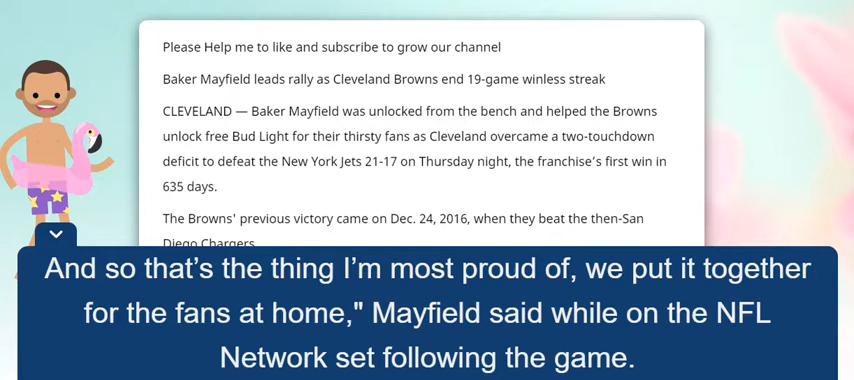 Please Help me to like and subscribe to grow our channel
Baker Mayfield leads rally as Cleveland Browns end 19-game winless streak
CLEVELAND — Baker Mayfield was unlocked from the bench and helped the Browns
unlock free Bud Light for their thirsty fans as Cleveland overcame a two-touchdown
deficit to defeat the New York Jets 21-17 on Thursday night, the franchise’s first win in
635 days.
The Browns' previous victory came on Dec. 24, 2016, when they beat the then-San
Diego Chargers
And so that’s the thing I’m most proud of, we put it together
for the fans at home," Mayfield said while on the NFL
Network set following the game.